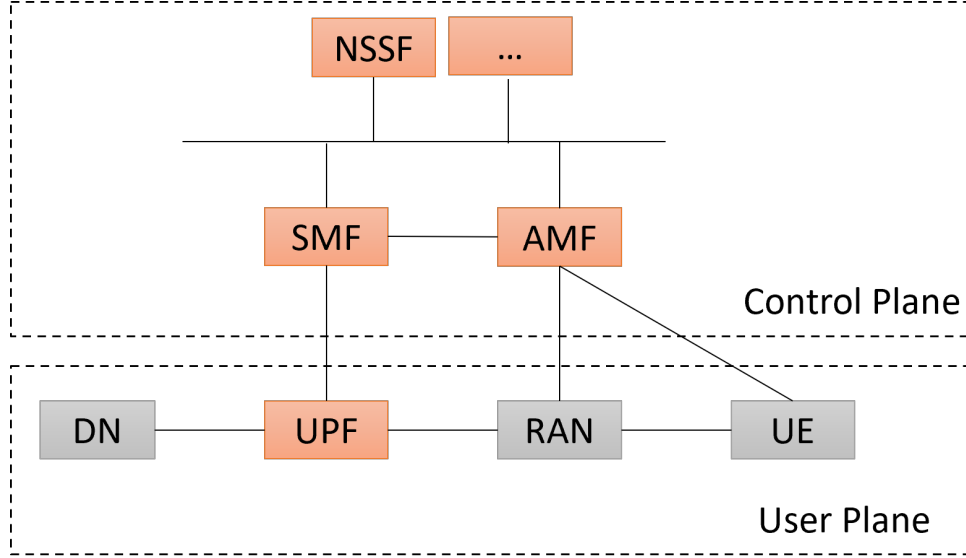 NSSF
...
SMF
AMF
Control Plane
DN
UPF
RAN
UE
User Plane